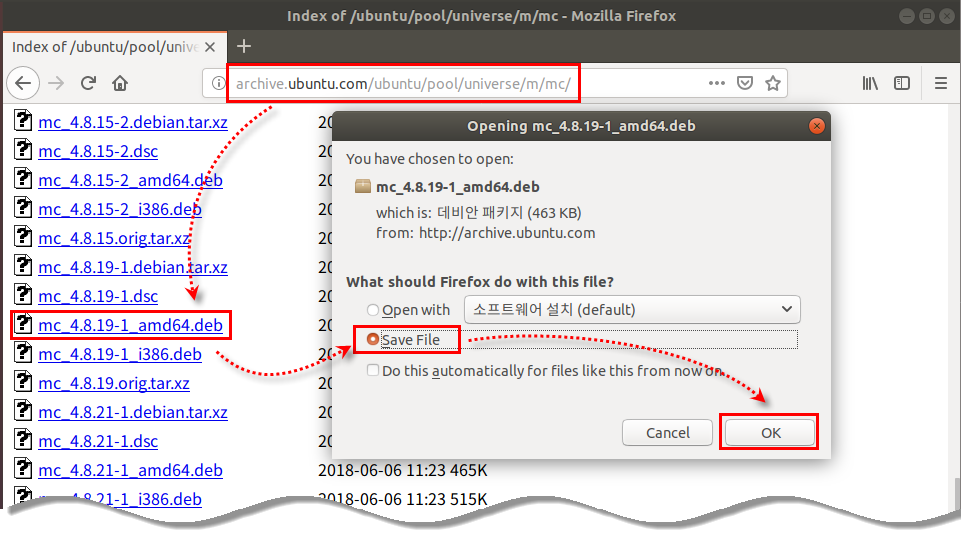 Index of /ubuntu/pool/universe/m/mc - Mozilla Firefox
Index of /ubuntu/pool/unive
archive.ubuntu.com/ubuntu/pool/universe/m/mc/
mc_4.8.15-2.debian.tar.xz
mc_4.8.15-2.dsc
mc_4.8.15-2_amd64.deb
mc_4.8.15-2_i386.deb
mc_4.8.15.orig.tar.xz
mc_4.8.19-1.debian.tar.xz
mc_4.8.19-1.dsc
mc_4.8.19-1_amd64.deb
mc_4.8.19-1_i386.deb
mc_4.8.19.orig.tar.xz
mc_4.8.21-1.debian.tar.xz
mc_4.8.21-1.dsc
mc_4.8.21-1_amd64.deb 2018-06-06 11:23 465K
mc_4.8.21-1_i386.deb 2018-06-06 11:23 515K
Opening mc_4.8.19-1_amd64.deb
You have chosen to open:
mc_4.8.19-1_amd64.deb
which is: 데비안 패키지 (463 KB)
from: http://archive.ubuntu.com
What should Firefox do with this file?
Open with 소프트웨어 설치 (default)
Save File
Do this automatically for files like this from now on.
Cancel OK